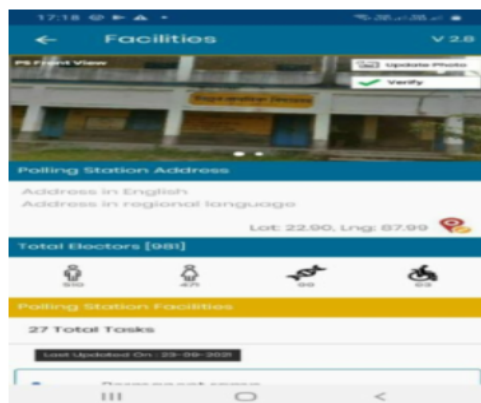 17:18
← Facilities V 2.8
PS Front View
Update Photo
Verify
Polling Station Address
Address in English
Address in regional language
Lat: 22.90, Lng: 87.99
Total Electors [981]
510 471
Polling Station Facilities
27 Total Tasks
Last Updated On : 23-09-2021